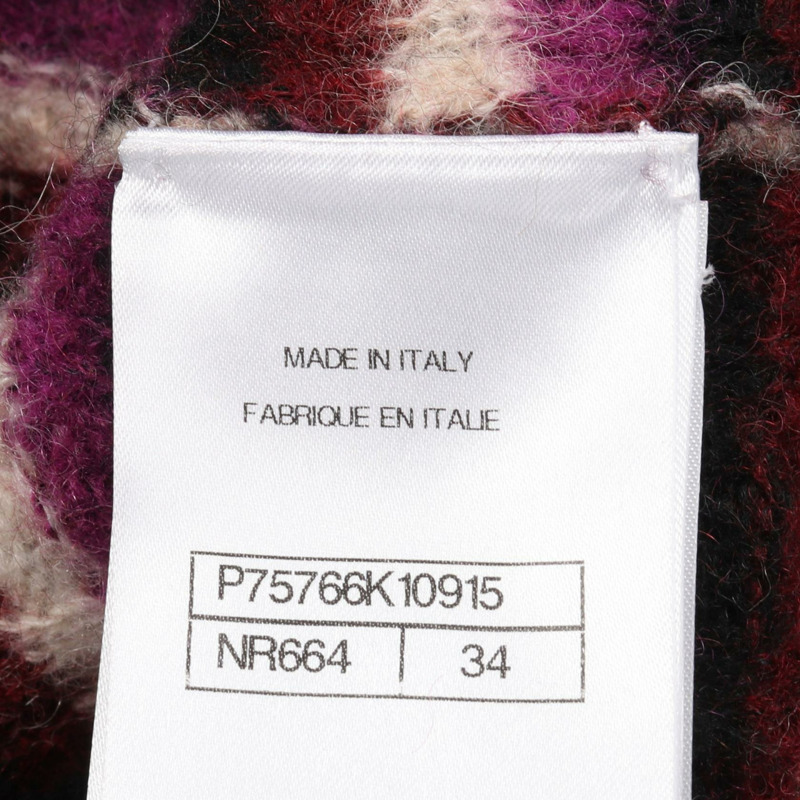 MADE IN ITALY
FABRIQUE EN ITALIE
P75766K10915
NR664 34